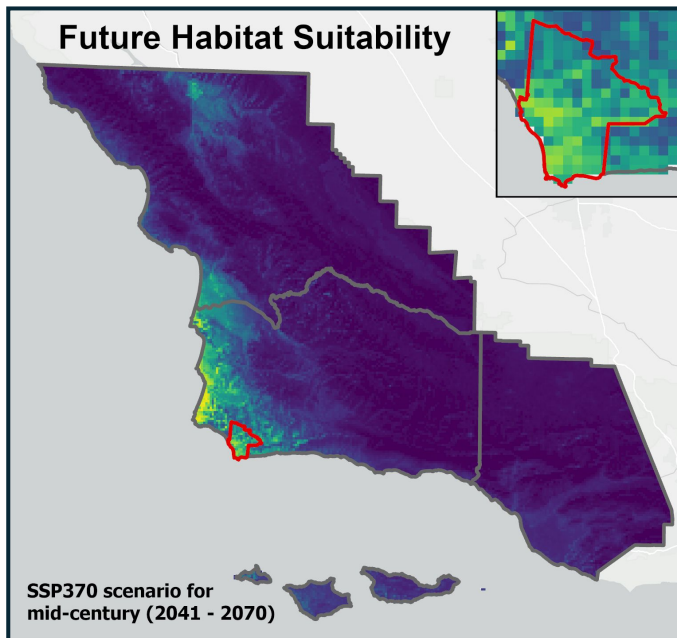 Future Habitat Suitability
SSP370 scenario for
mid-century (2041 - 2070)